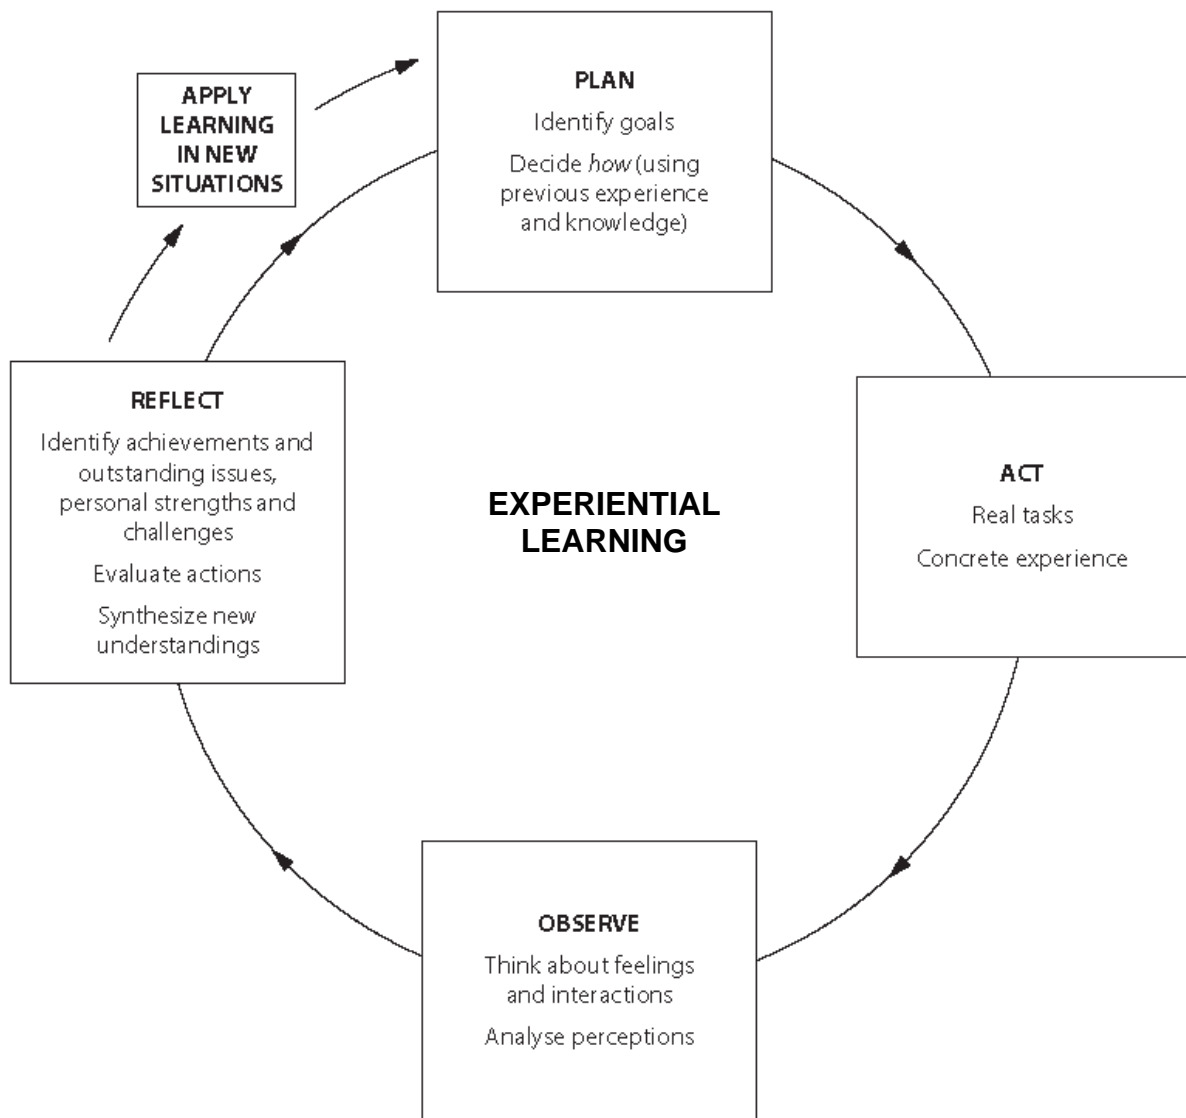 PLAN
Identify goals
Decide how (using
previous experience
and knowledge)
APPLY
LEARNING
IN NEW
SITUATIONS
REFLECT
Identify achievements and
outstanding issues,
personal strengths and
challenges
Evaluate actions
Synthesize new
understandings
EXPERIENTIAL
LEARNING
ACT
Real tasks
Concrete experience
OBSERVE
Think about feelings
and interactions
Analyse perceptions